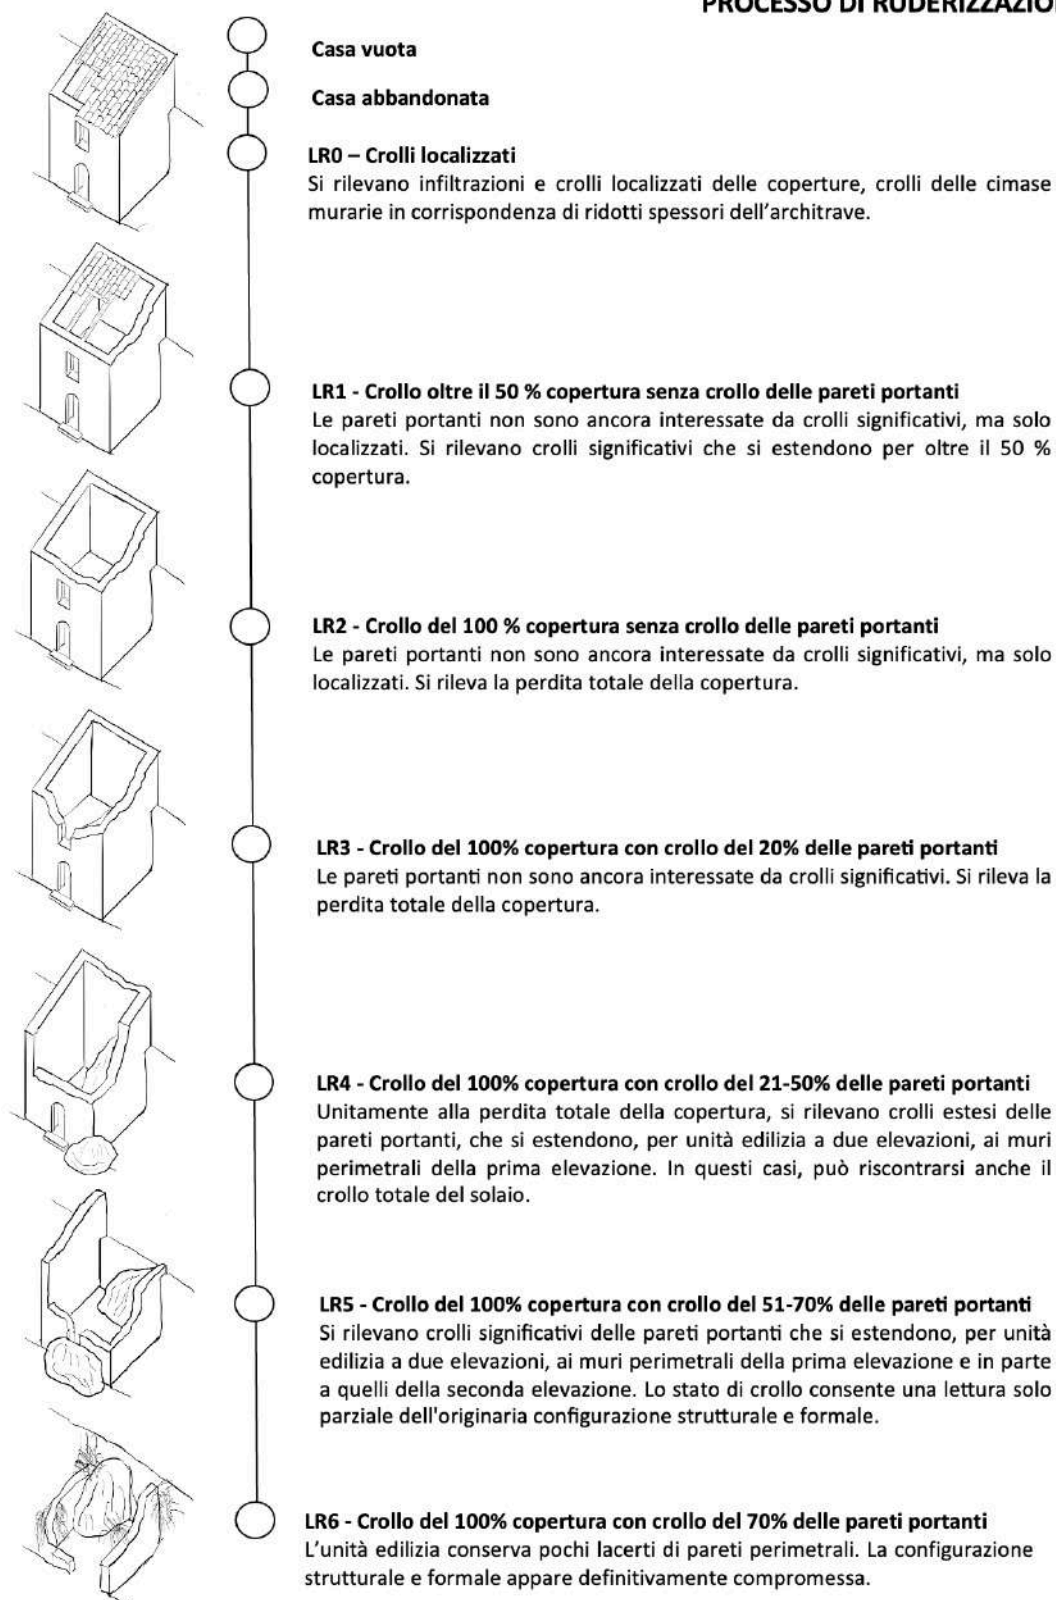 PROCESSO DI RUDERIZZAZIO
Casa vuota
Casa abbandonata
LR0 – Crolli localizzati
Si rilevano infiltrazioni e crolli localizzati delle coperture, crolli delle cimase
murarie in corrispondenza di ridotti spessori dell'architrave.
LR1 - Crollo oltre il 50 % copertura senza crollo delle pareti portanti
Le pareti portanti non sono ancora interessate da crolli significativi, ma solo
localizzati. Si rilevano crolli significativi che si estendono per oltre il 50 %
copertura.
LR2 - Crollo del 100 % copertura senza crollo delle pareti portanti
Le pareti portanti non sono ancora interessate da crolli significativi, ma solo
localizzati. Si rileva la perdita totale della copertura.
LR3 - Crollo del 100% copertura con crollo del 20% delle pareti portanti
Le pareti portanti non sono ancora interessate da crolli significativi. Si rileva la
perdita totale della copertura.
LR4 - Crollo del 100% copertura con crollo del 21-50% delle pareti portanti
Unitamente alla perdita totale della copertura, si rilevano crolli estesi delle
pareti portanti, che si estendono, per unità edilizia a due elevazioni, ai muri
perimetrali della prima elevazione. In questi casi, può riscontrarsi anche il
crollo totale del solaio.
LR5 - Crollo del 100% copertura con crollo del 51-70% delle pareti portanti
Si rilevano crolli significativi delle pareti portanti che si estendono, per unità
edilizia a due elevazioni, ai muri perimetrali della prima elevazione e in parte
a quelli della seconda elevazione. Lo stato di crollo consente una lettura solo
parziale dell'originaria configurazione strutturale e formale.
LR6 - Crollo del 100% copertura con crollo del 70% delle pareti portanti
L'unità edilizia conserva pochi lacerti di pareti perimetrali. La configurazione
strutturale e formale appare definitivamente compromessa.